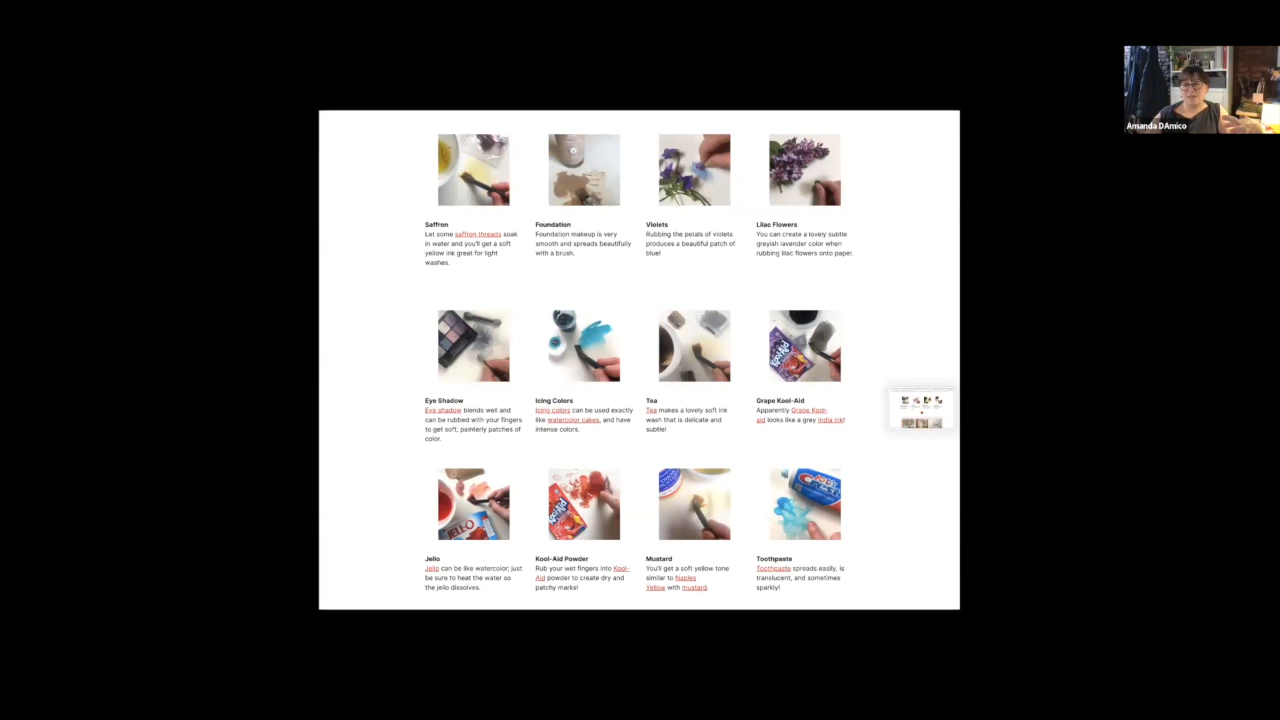 Amanda DAmico
Saffron
Let some saffron threads soak
in water and you'll get a soft
yellow ink great for light
washes.
Foundation
Foundation makeup is very
smooth and spreads beautifully
with a brush.
Violets
Rubbing the petals of violets
produces a beautiful patch of
blue!
Lilac Flowers
You can create a lovely subtle
greyish lavender color when
rubbing lilac flowers onto paper.
Eye Shadow
Eye shadow blends well and
can be rubbed with your fingers
to get soft, painterly patches of
color.
Icing Colors
Icing colors can be used exactly
like watercolor cakes, and have
intense colors.
Tea
Tea makes a lovely soft ink
wash that is delicate and
subtle!
Grape Kool-Aid
Apparently Grape Kool-
aid looks like a grey India ink!
Kool-Aid
Jello
Jello can be like watercolor; just
be sure to heat the water so
the jello dissolves.
JELL-O
Kool-Aid Powder
Rub your wet fingers into Kool-
Aid powder to create dry and
patchy marks!
Kool-Aid
Mustard
You'll get a soft yellow tone
similar to Naples
Yellow with mustard.
Toothpaste
Toothpaste spreads easily, is
translucent, and sometimes
sparkly!